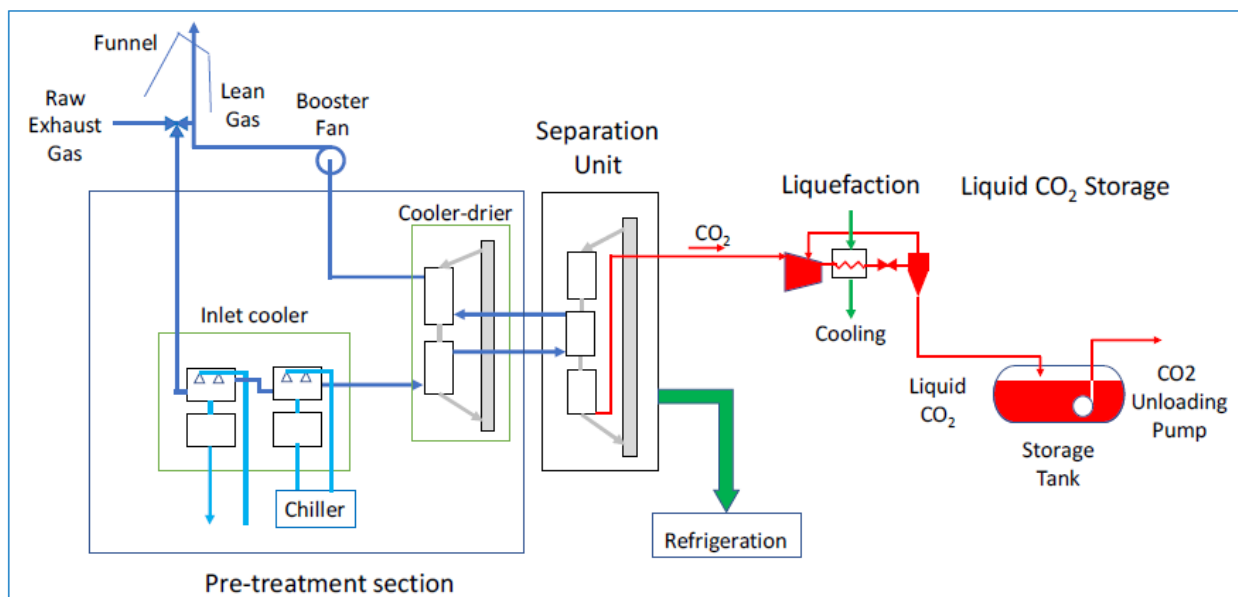 Funnel
Raw
Exhaust
Gas
Lean
Gas
Booster
Fan
Separation
Unit
Liquefaction
Liquid CO₂ Storage
Cooler-drier
CO₂
Inlet cooler
Cooling
Liquid
CO₂
CO2
Unloading
Pump
Storage
Tank
Chiller
Refrigeration
Pre-treatment section